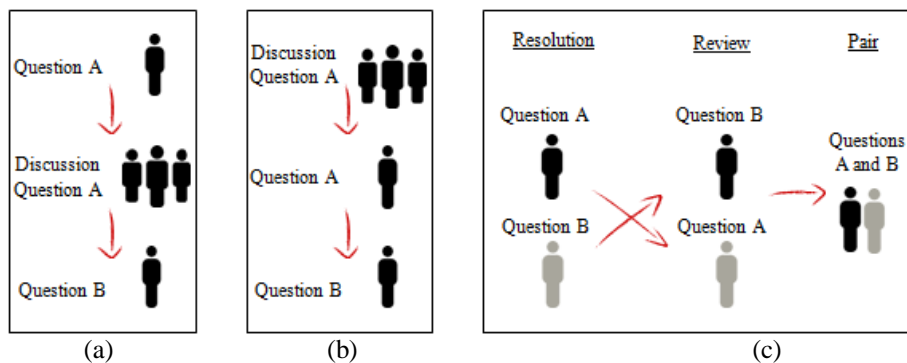 Question A
Discussion
Question A
Question B
(a)
Discussion
Question A
Question A
Question B
(b)
Resolution
Review
Pair
Question A
Question B
Questions
A and B
Question B
Question A
(c)